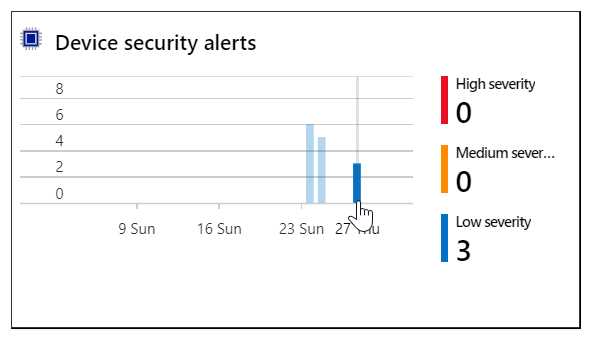 Device security alerts
8
6
4
2
0
9 Sun
16 Sun
23 Sun
27 Thu
High severity
0
Medium sever...
0
Low severity
3